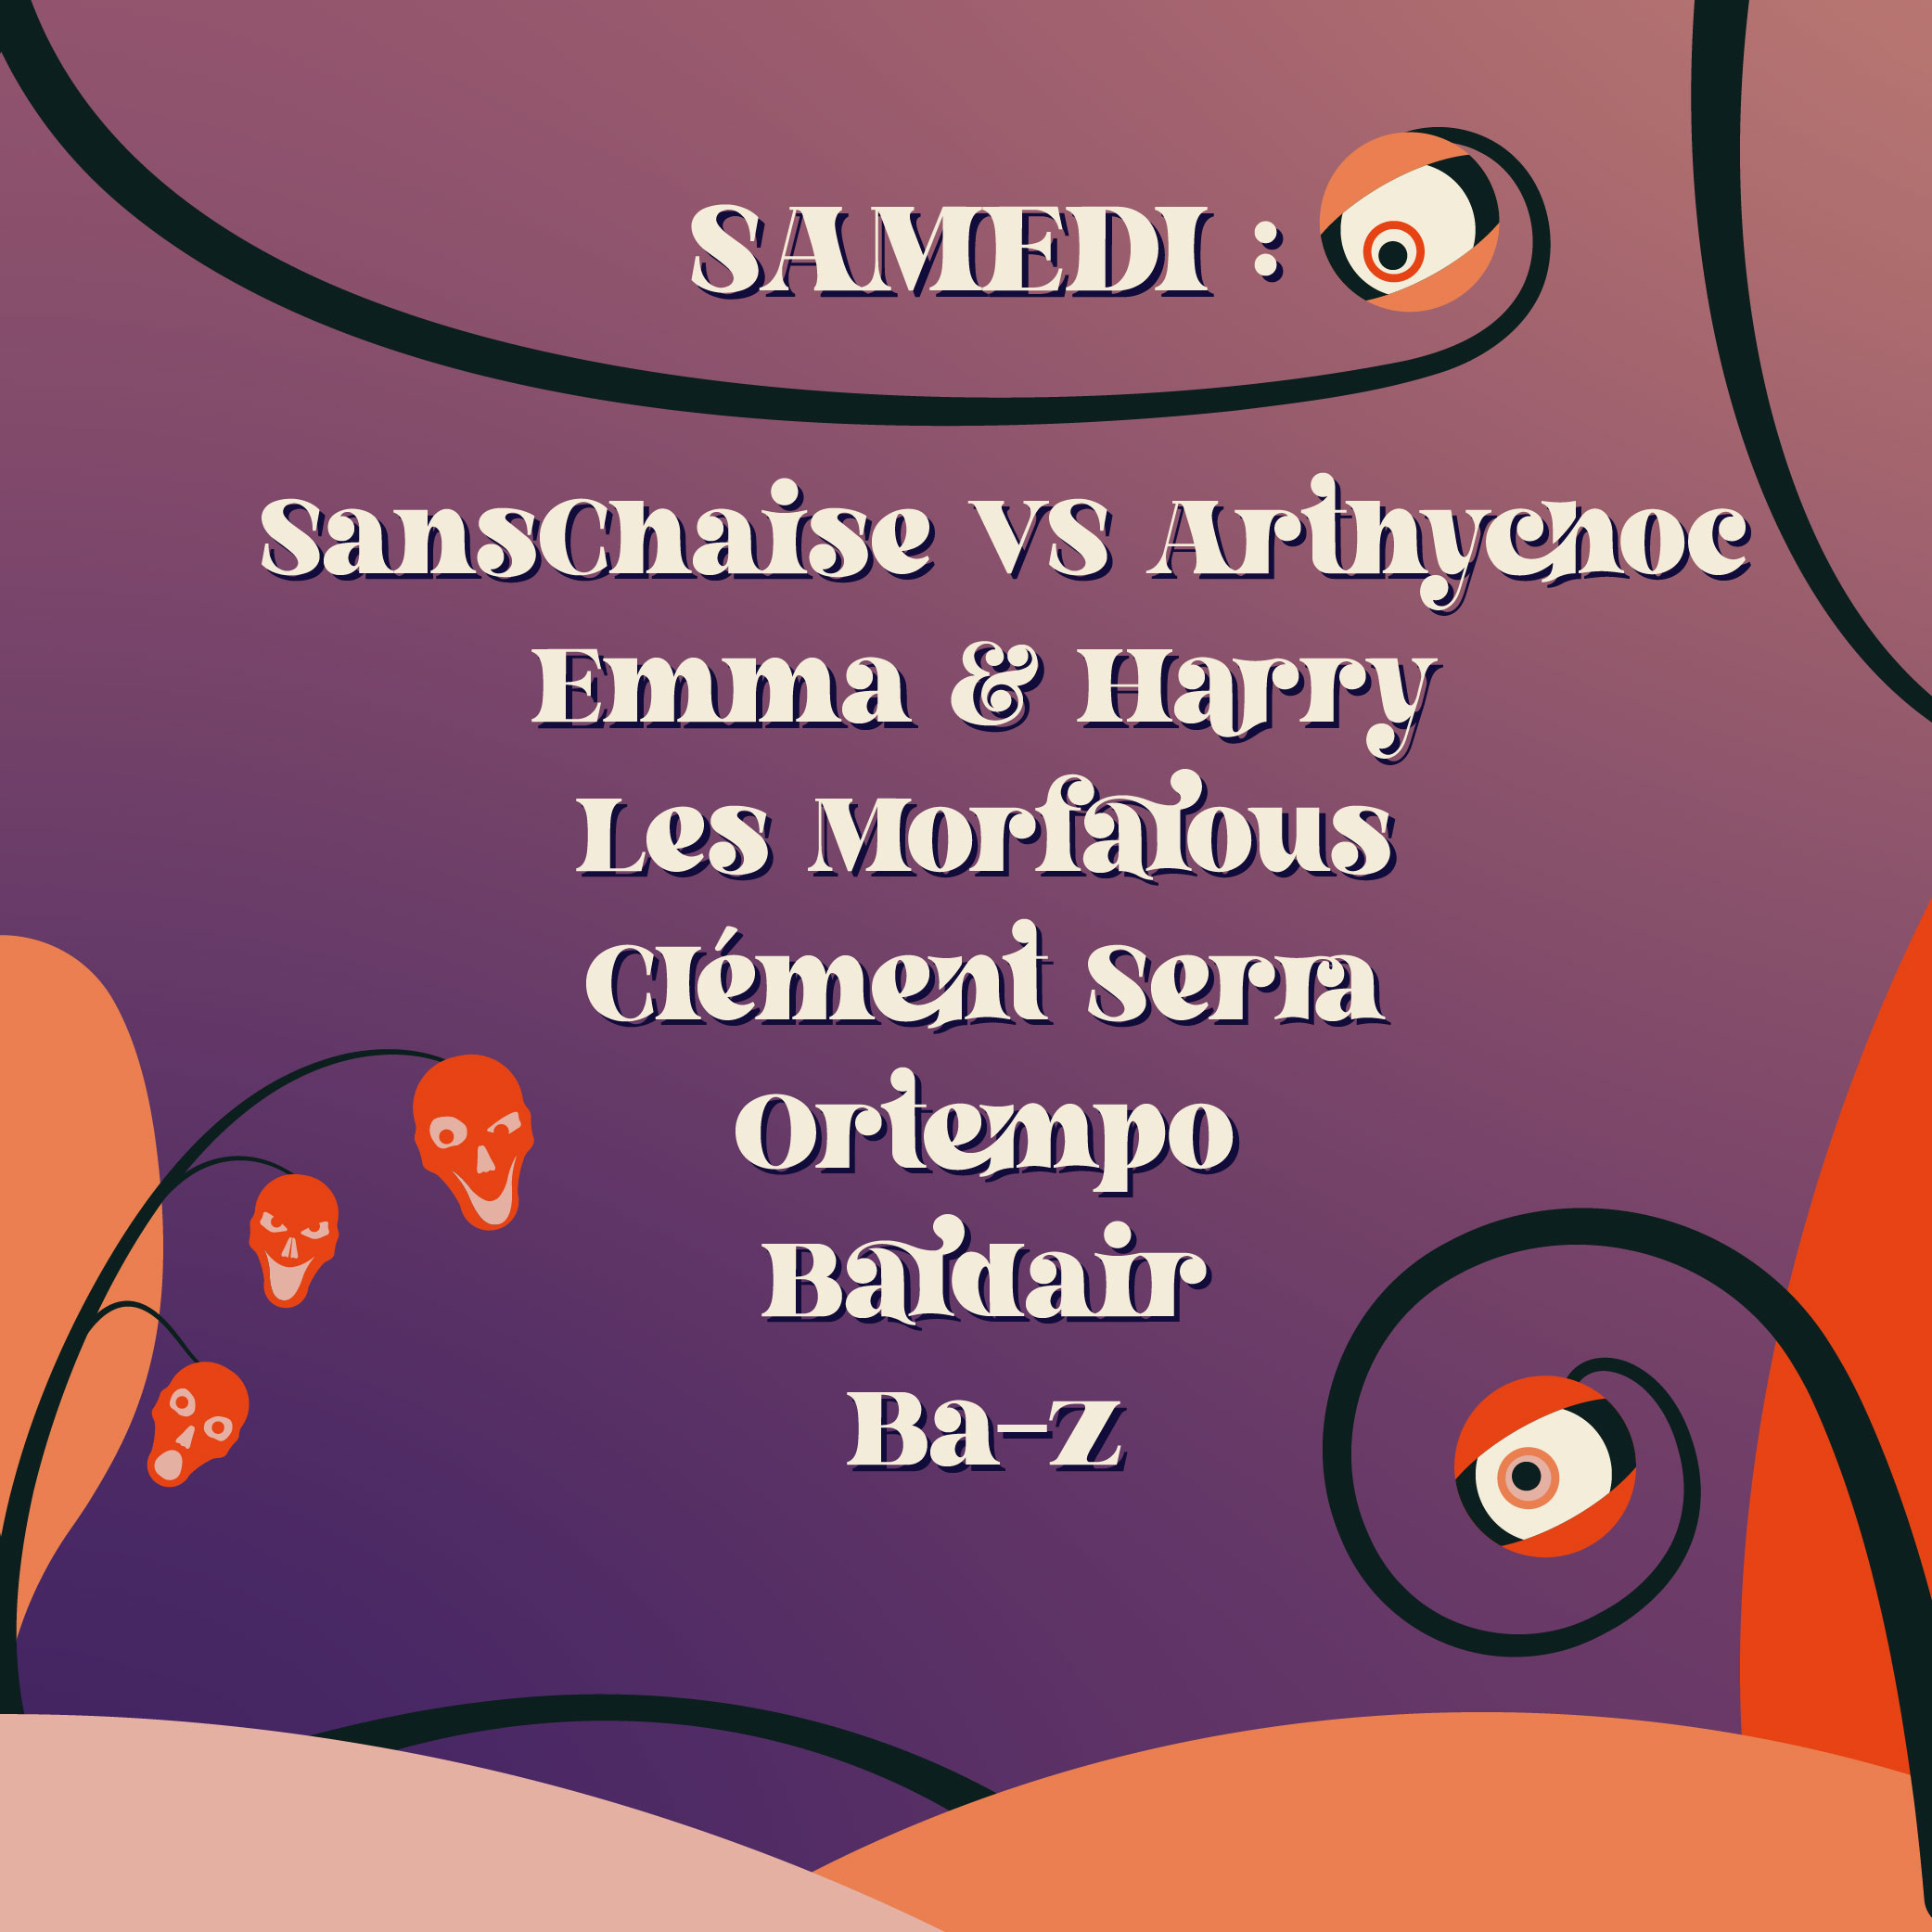 SAMEDI :
SansChaise VS Arthychoc
Emma & Harry
Les Morfalous
Clément Serra
Ortempo
Baldair
Ba-z